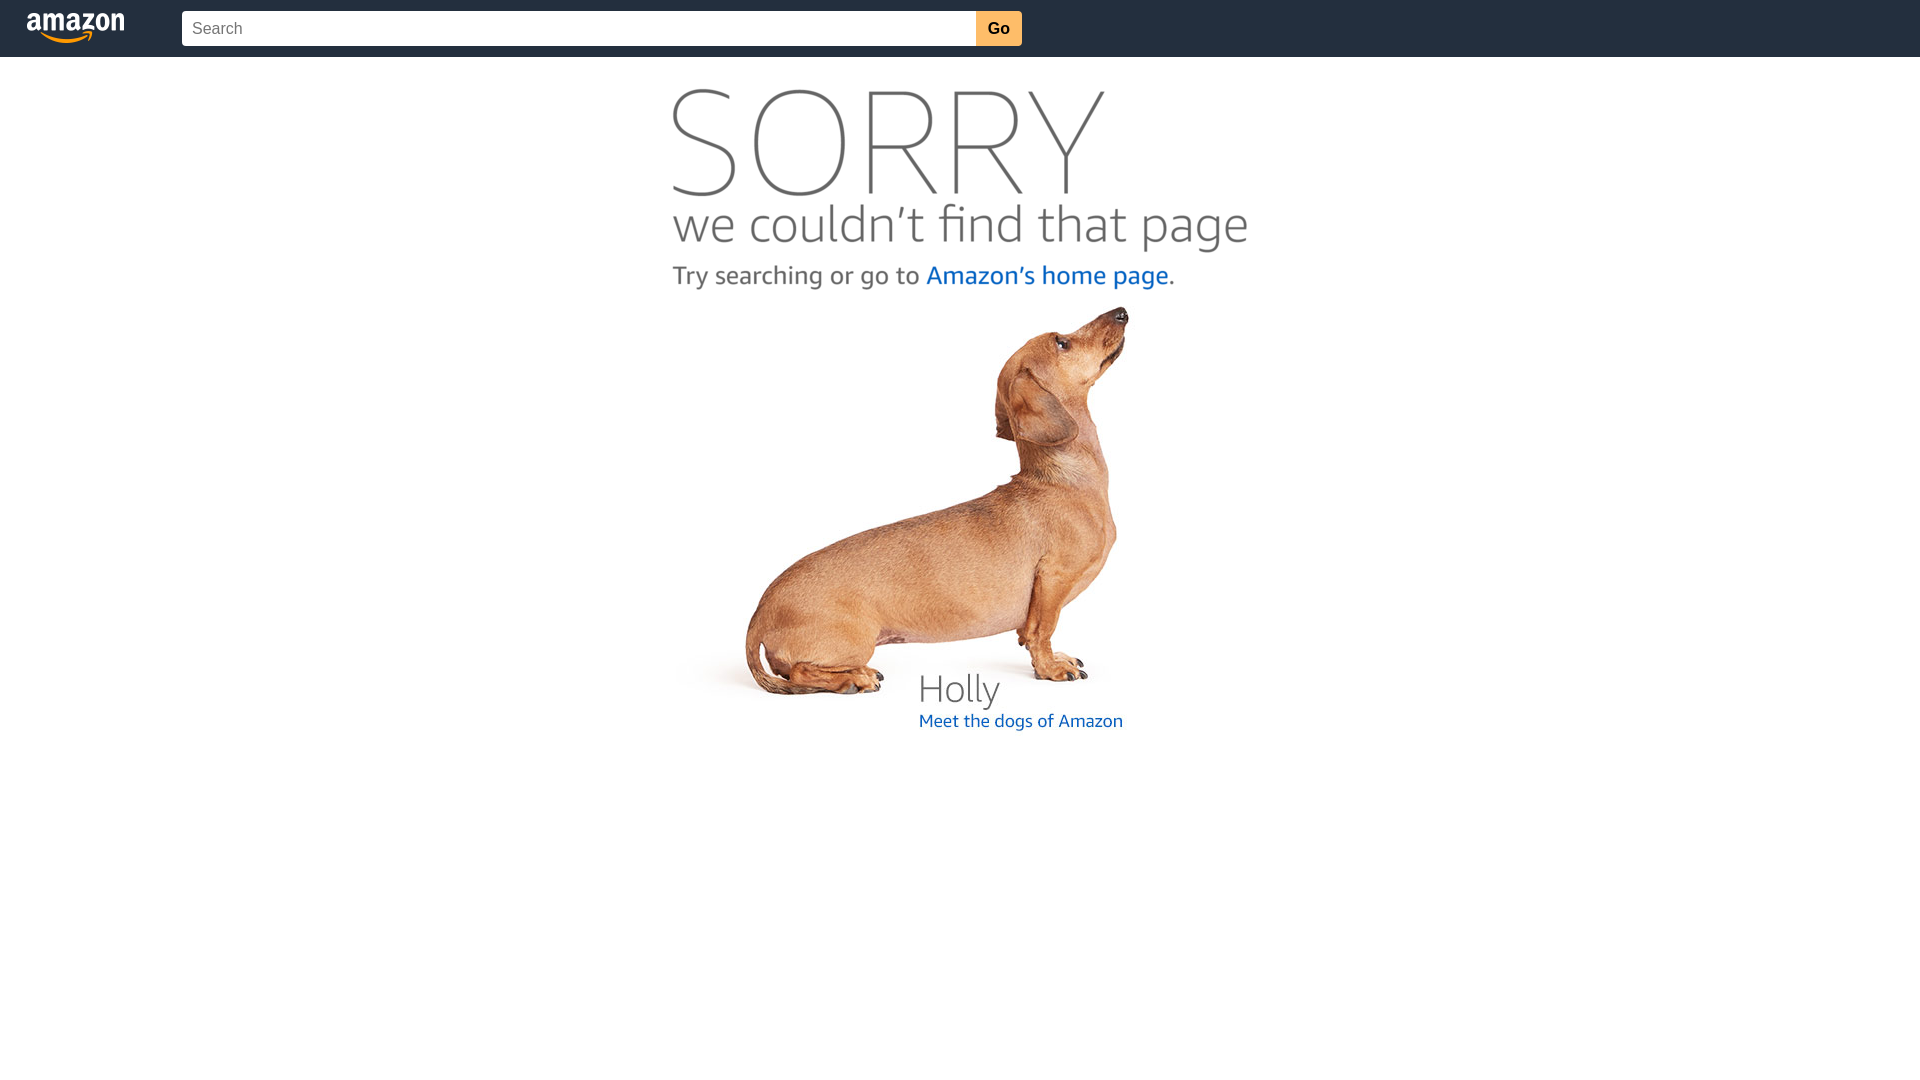 amazon
Search
Go
SORRY
we couldn't find that page
Try searching or go to Amazon's home page.
Holly
Meet the dogs of Amazon